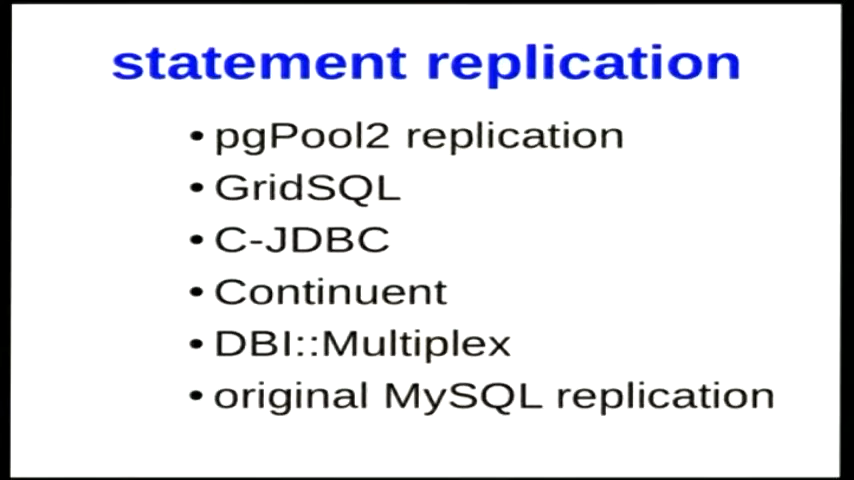 statement replication
• pgPool2 replication
• GridSQL
• C-JDBC
• Continuent
• DBI::Multiplex
• original MySQL replication